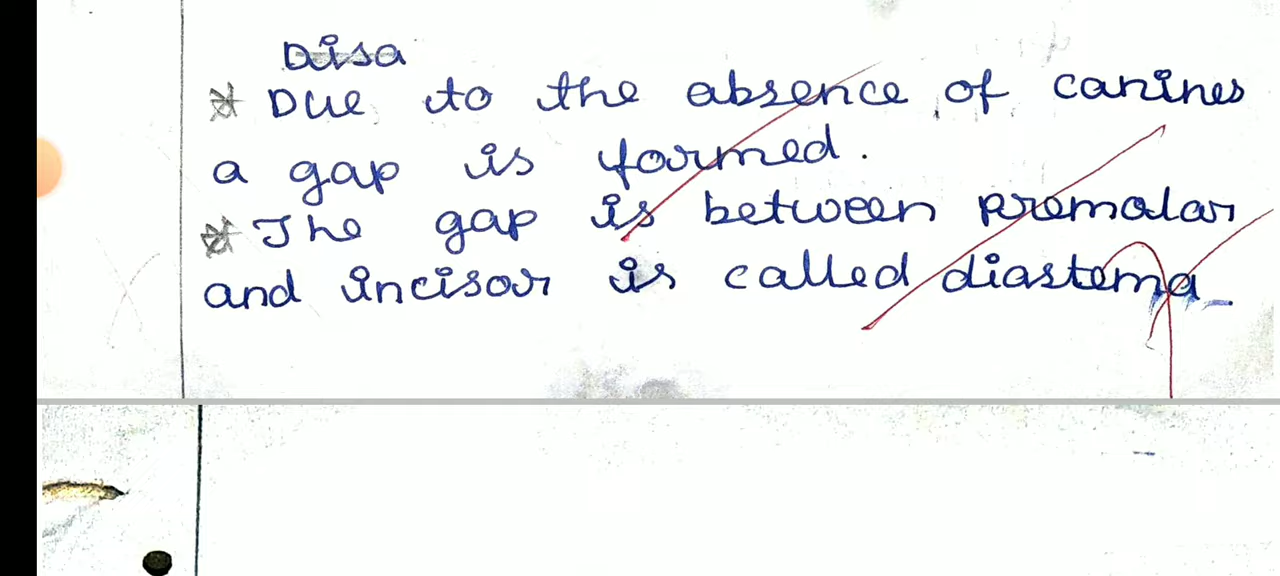 Disa
* Due to the absence of canines
a gap is formed.
* The gap is between premolar
and incisor is called diastema